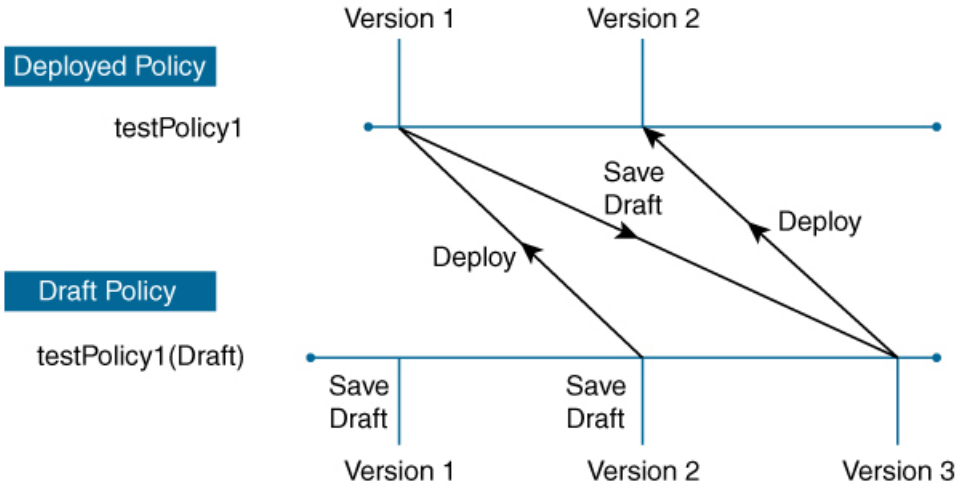 Version 1
Version 2
Deployed Policy
testPolicy1
Save
Draft
Deploy
Deploy
Draft Policy
testPolicy1(Draft)
Save
Draft
Save
Draft
Version 1
Version 2
Version 3